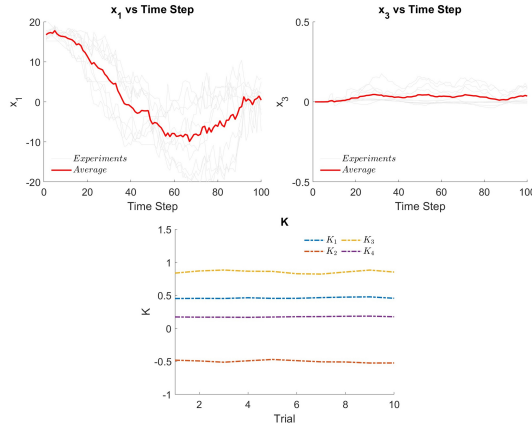 x1 vs Time Step
20
10
0
-10
-20
0
20
40
60
80
100
x1
Time Step
Experiments
Average
x3 vs Time Step
0.5
0
-0.5
20
40
60
80
100
x3
Time Step
Experiments
Average
K
1.5
1
0.5
0
-0.5
-1
2
4
6
8
10
K
Trial
K1 K3
K2 K4